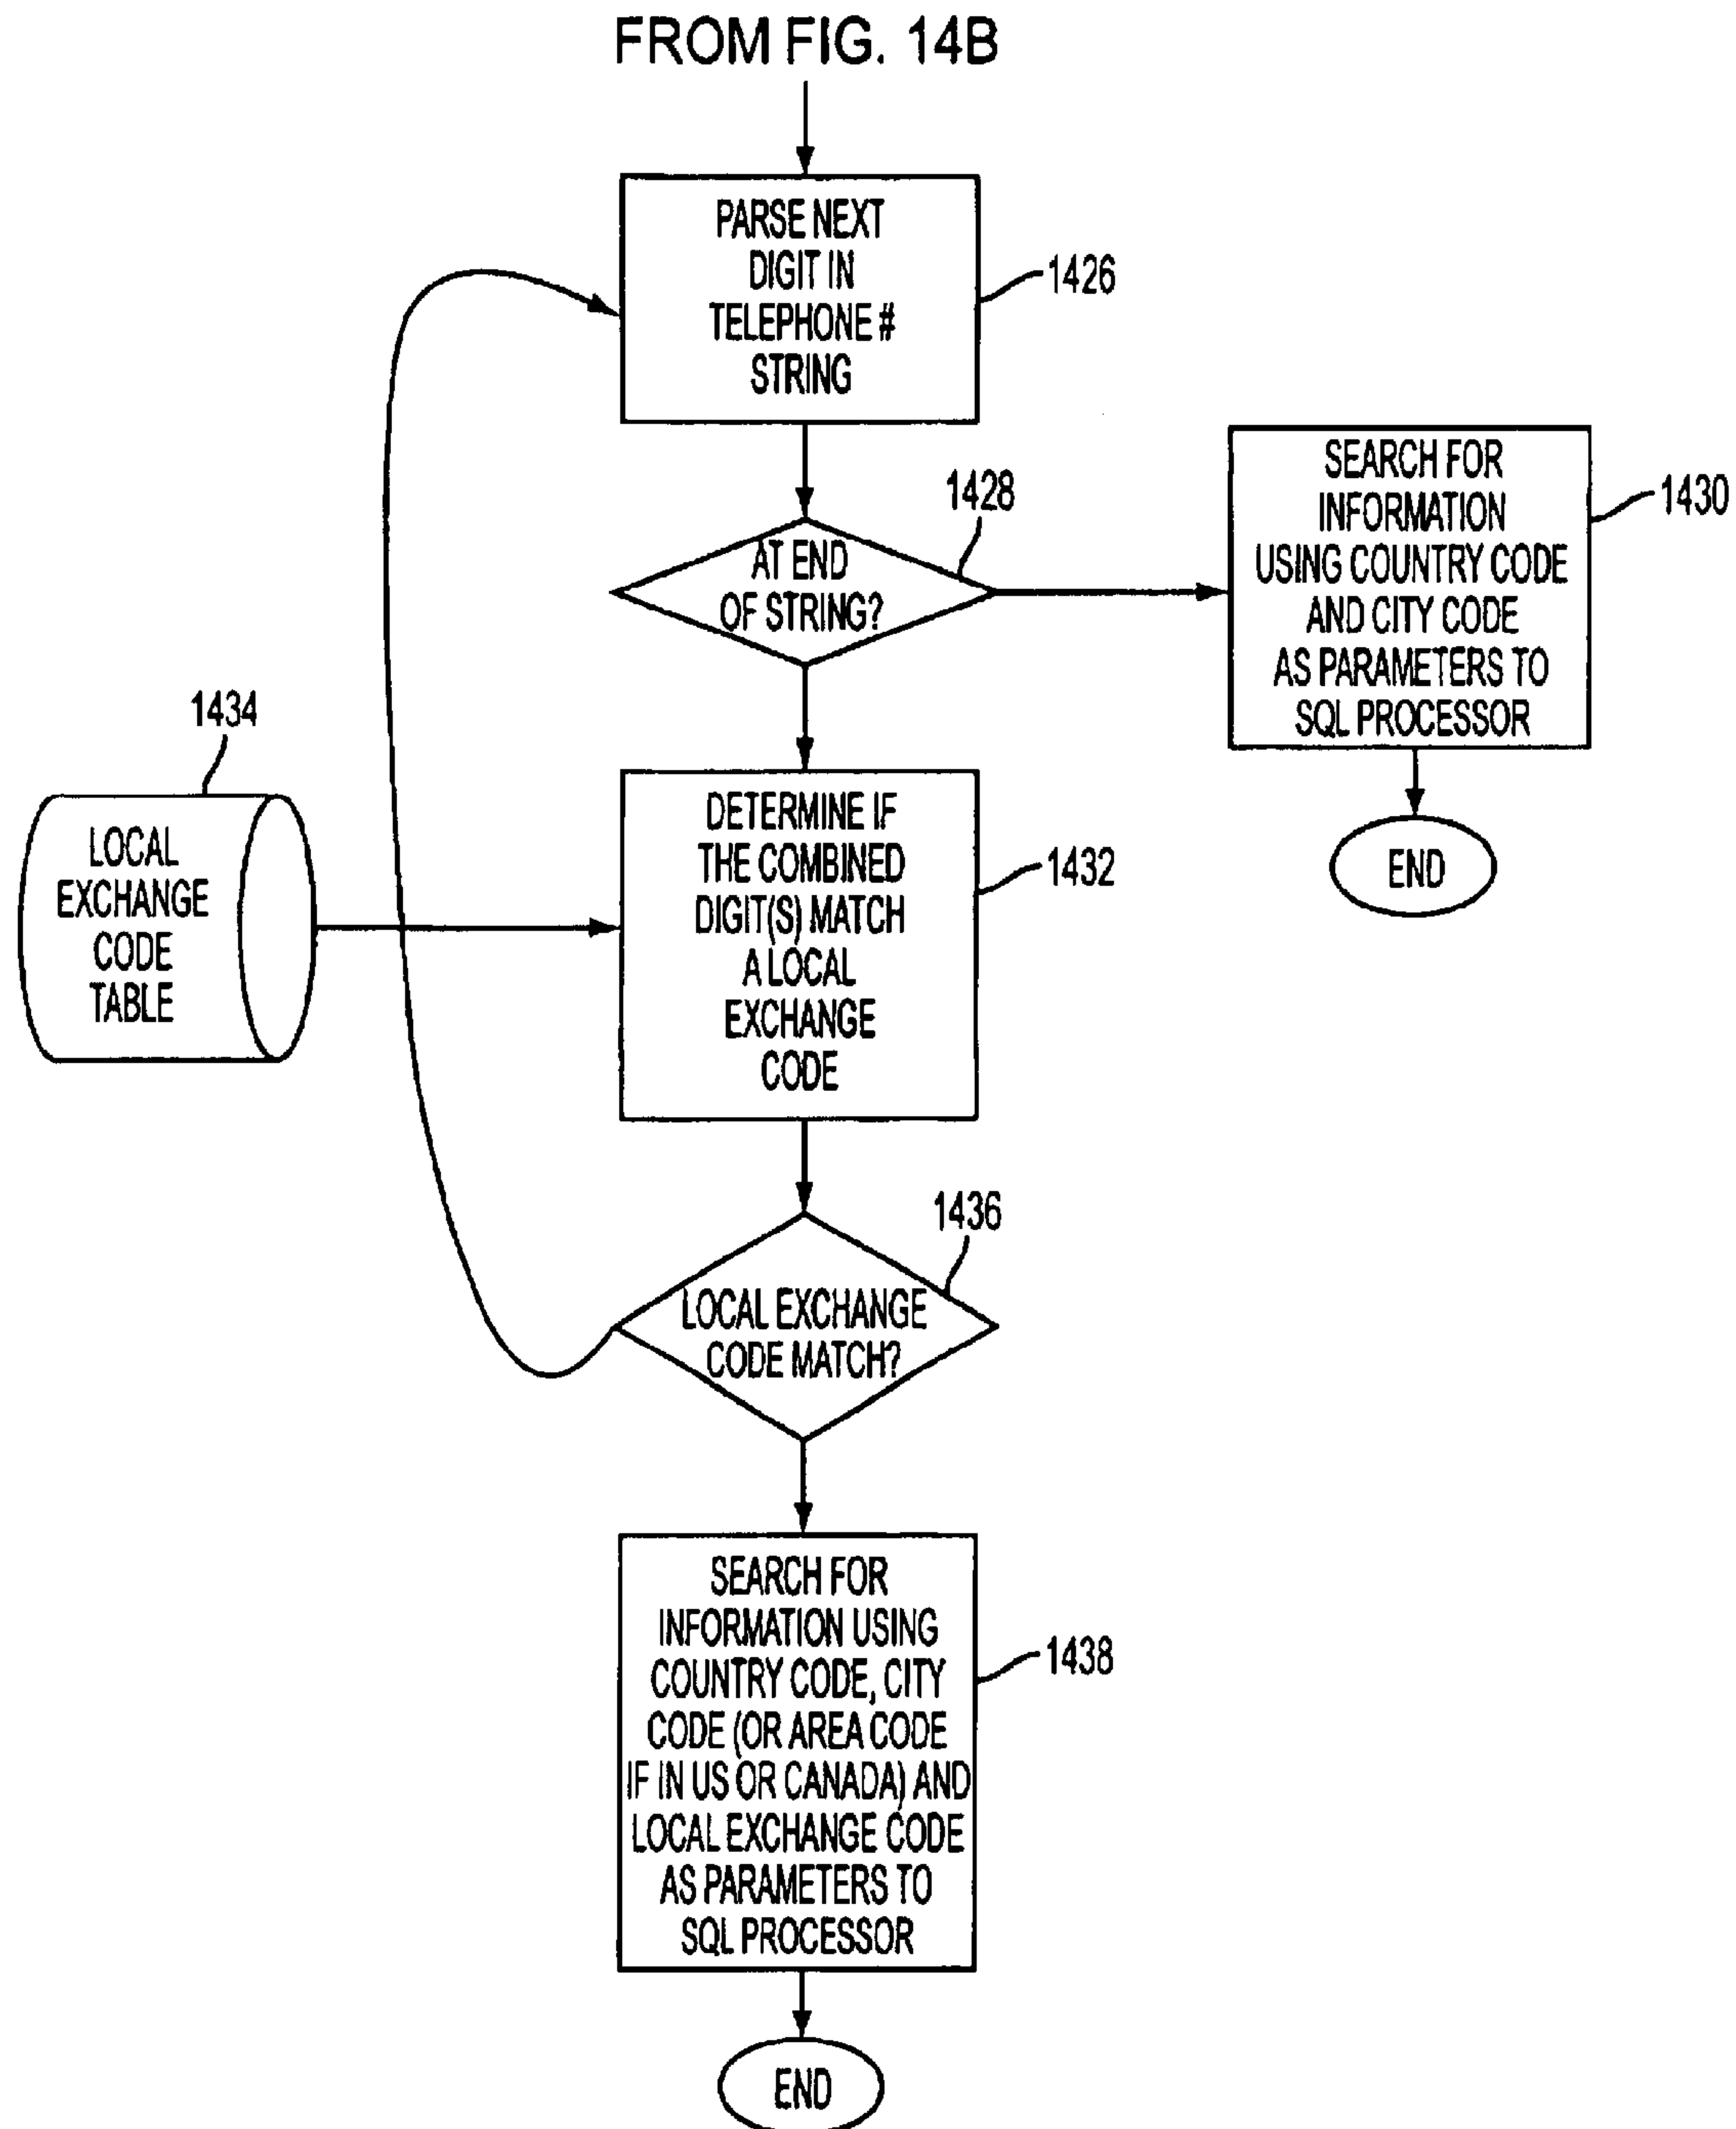 FROM FIG. 14B
PARSE NEXT
DIGIT IN
TELEPHONE #
STRING
1426
1428
AT END
OF STRING?
SEARCH FOR
INFORMATION
USING COUNTRY CODE
AND CITY CODE
AS PARAMETERS TO
SQL PROCESSOR
1430
END
1434
LOCAL
EXCHANGE
CODE
TABLE
DETERMINE IF
THE COMBINED
DIGIT(S) MATCH
A LOCAL
EXCHANGE
CODE
1432
1436
LOCAL EXCHANGE
CODE MATCH?
SEARCH FOR
INFORMATION USING
COUNTRY CODE, CITY
CODE (OR AREA CODE
IF IN US OR CANADA) AND
LOCAL EXCHANGE CODE
AS PARAMETERS TO
SQL PROCESSOR
1438
END